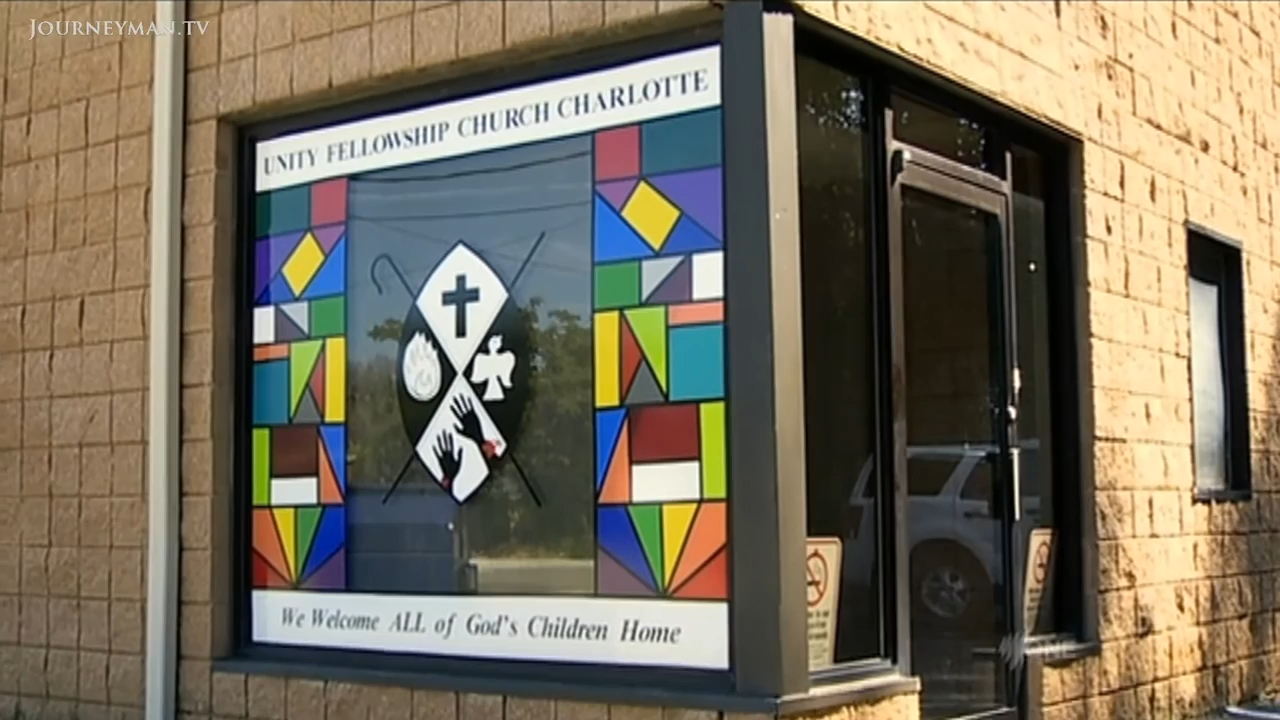 JOURNEYMAN.TV
UNITY FELLOWSHIP CHURCH CHARLOTTE
We Welcome ALL of God's Children Home